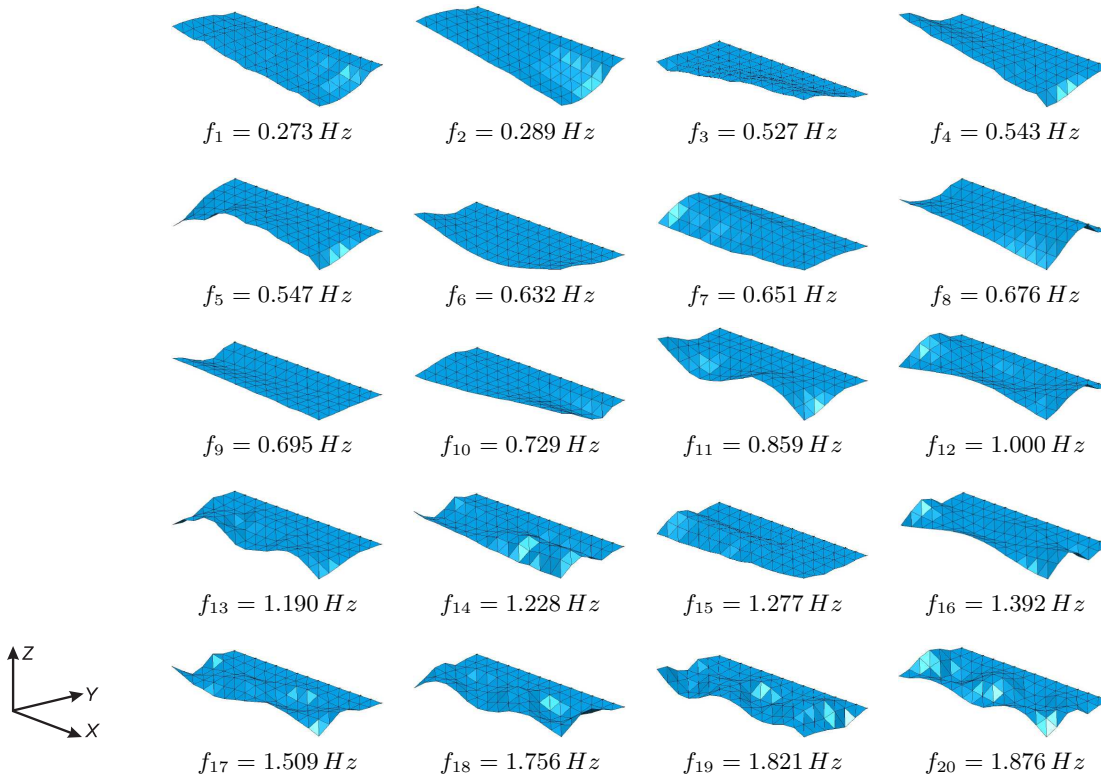 f₁ = 0.273 Hz f₂ = 0.289 Hz f₃ = 0.527 Hz f₄ = 0.543 Hz
f₅ = 0.547 Hz f₆ = 0.632 Hz f₇ = 0.651 Hz f₈ = 0.676 Hz
f₉ = 0.695 Hz f₁₀ = 0.729 Hz f₁₁ = 0.859 Hz f₁₂ = 1.000 Hz
f₁₃ = 1.190 Hz f₁₄ = 1.228 Hz f₁₅ = 1.277 Hz f₁₆ = 1.392 Hz
Z
Y
X
f₁₇ = 1.509 Hz f₁₈ = 1.756 Hz f₁₉ = 1.821 Hz f₂₀ = 1.876 Hz